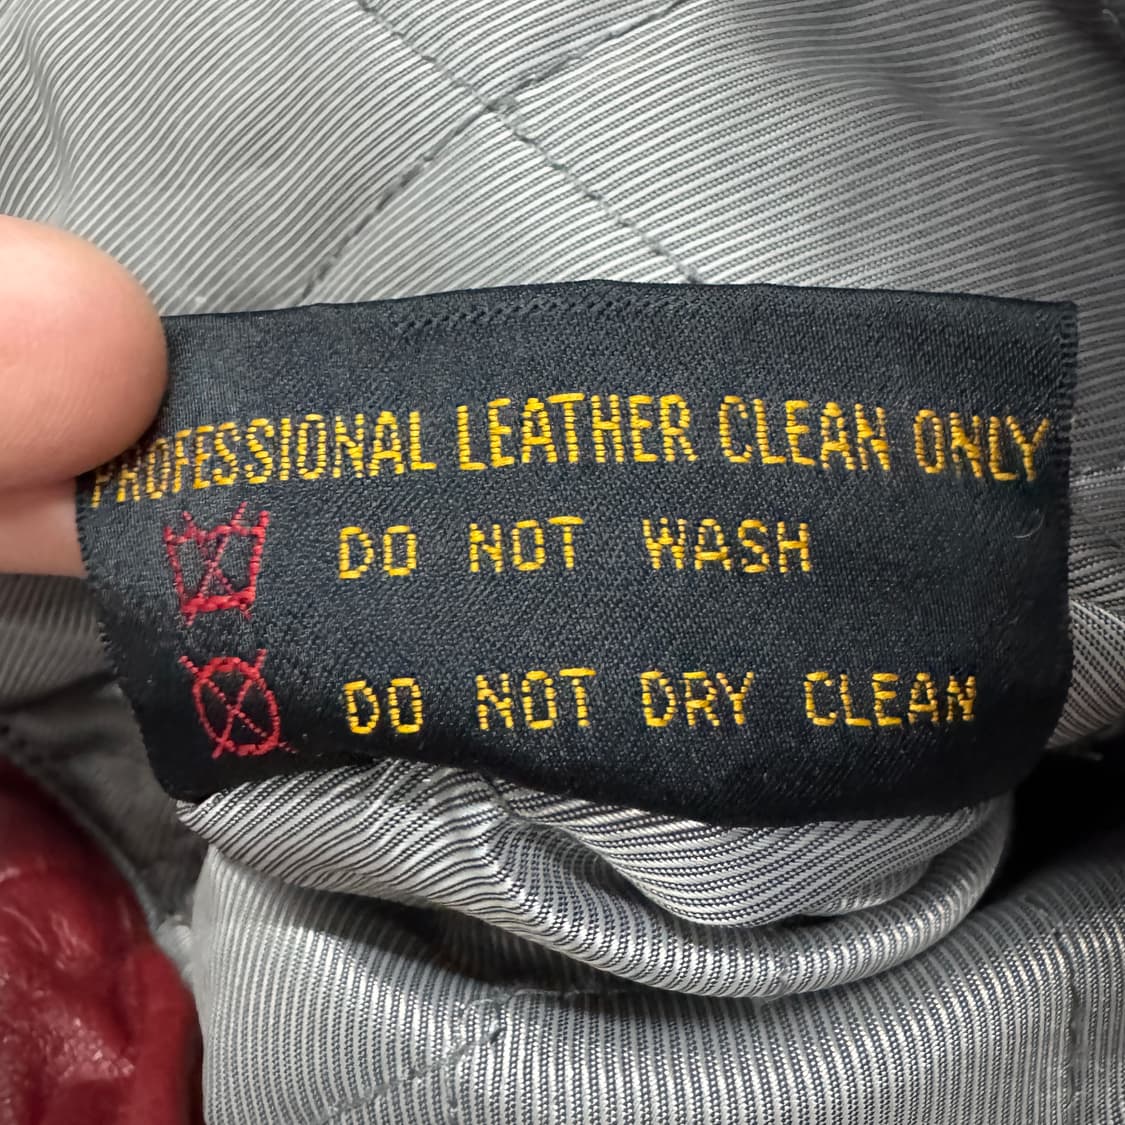 PROFESSIONAL LEATHER CLEAN ONLY
DO NOT WASH
DO NOT DRY CLEAN